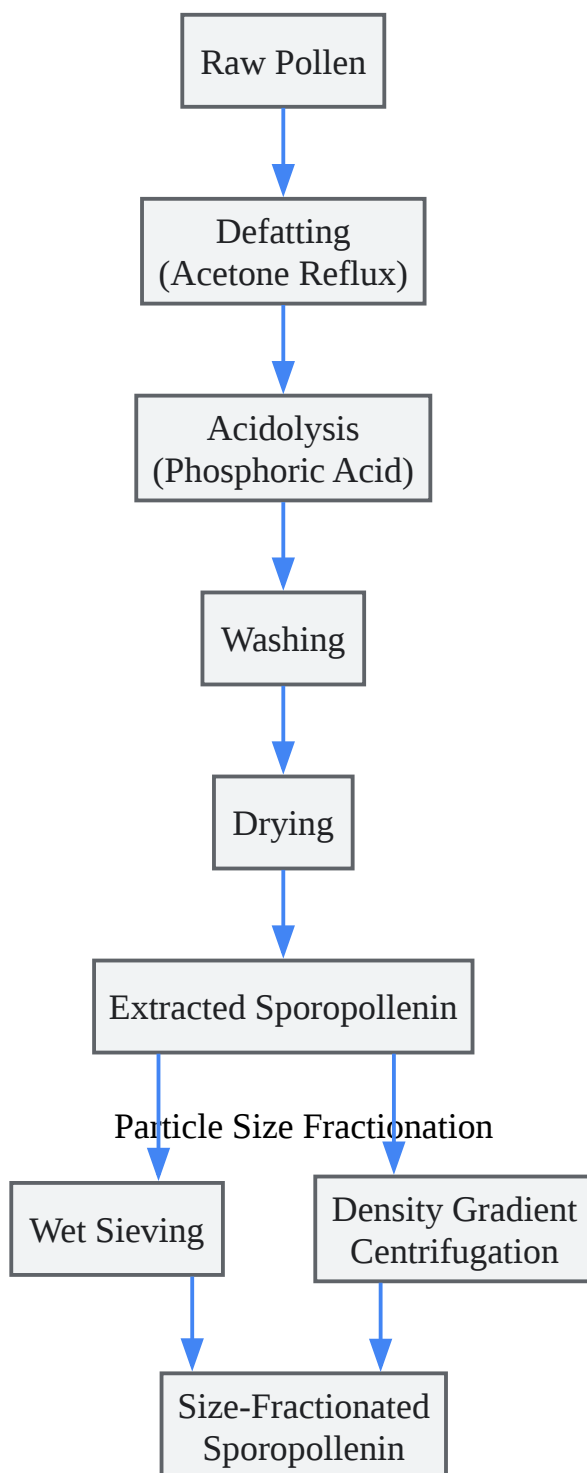 Raw Pollen
Defatting
(Acetone Reflux)
Acidolysis
(Phosphoric Acid)
Washing
Drying
Extracted Sporopollenin
Particle Size Fractionation
Wet Sieving
Density Gradient
Centrifugation
Size-Fractionated
Sporopollenin